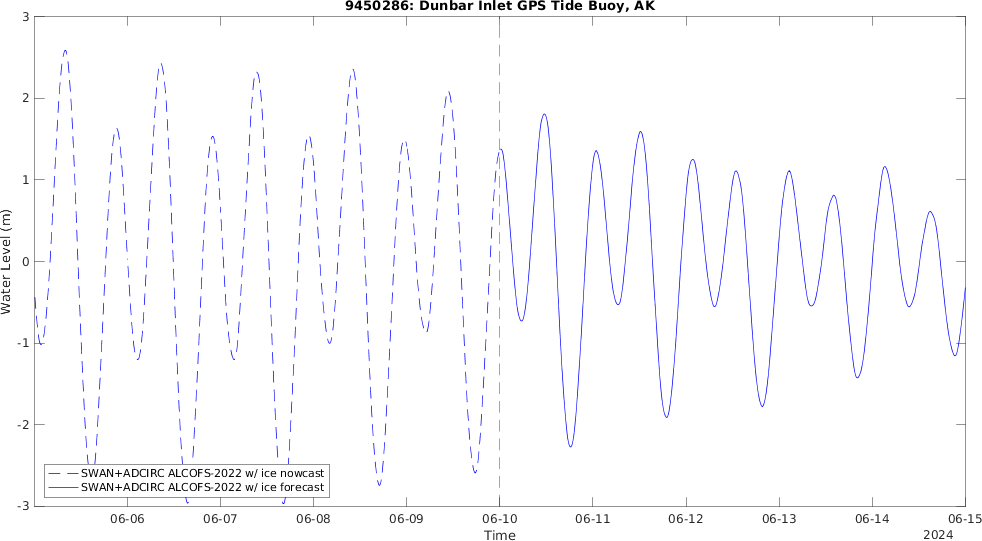 9450286: Dunbar Inlet GPS Tide Buoy, AK
3
2
1
0
-1
-2
-3
Water Level (m)
SWAN+ADCIRC ALCOFS-2022 w/ ice nowcast
SWAN+ADCIRC ALCOFS-2022 w/ ice forecast
06-06 06-07 06-08 06-09 06-10 06-11 06-12 06-13 06-14 06-15
Time
2024